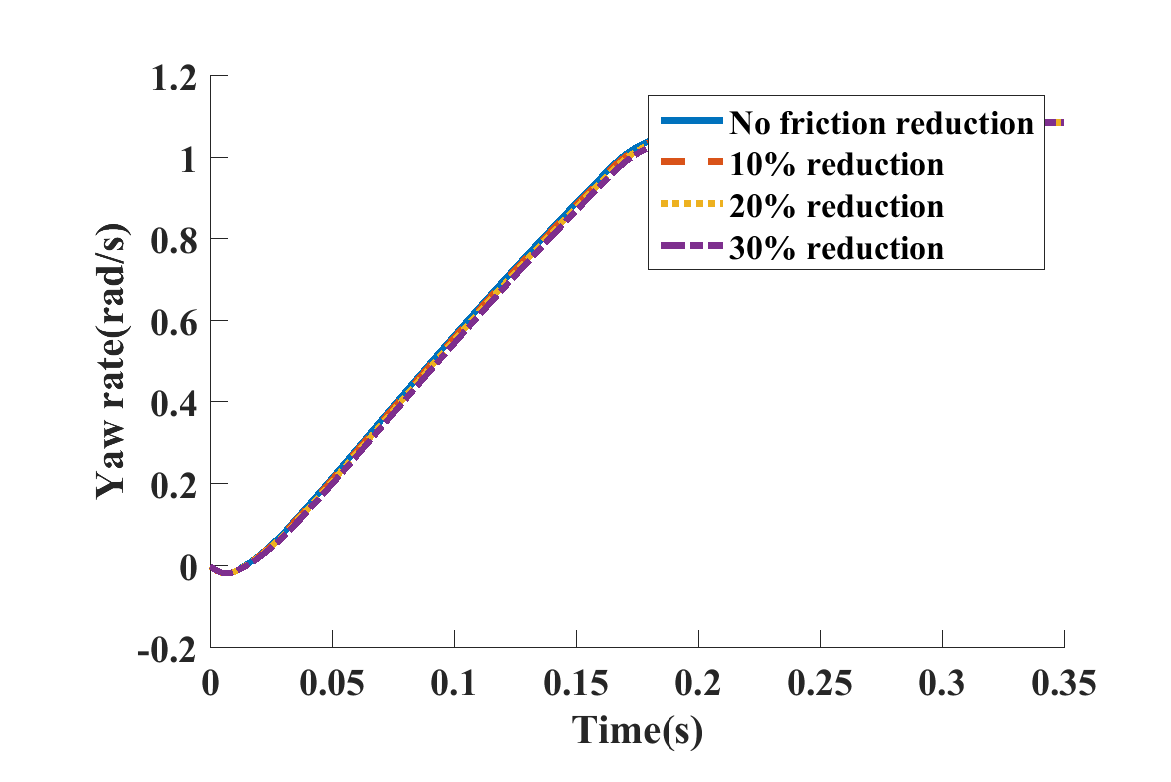 1.2
1
0.8
0.6
0.4
0.2
0
-0.2
Yaw rate(rad/s)
No friction reduction
10% reduction
20% reduction
30% reduction
0 0.05 0.1 0.15 0.2 0.25 0.3 0.35
Time(s)